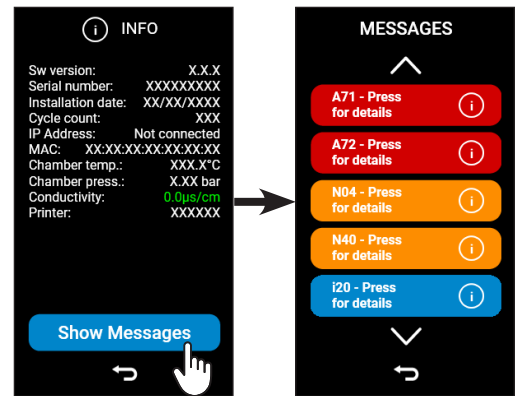 INFO
Sw version: X.X.X
Serial number: XXXXXXXXX
Installation date: XX/XX/XXXX
Cycle count: XXX
IP Address: Not connected
MAC: XX:XX:XX:XX:XX:XX:XX
Chamber temp.: XXX.X°C
Chamber press.: X.XX bar
Conductivity: 0.0µs/cm
Printer: XXXXXX
Show Messages
MESSAGES
A71 - Press
for details
A72 - Press
for details
N04 - Press
for details
N40 - Press
for details
i20 - Press
for details